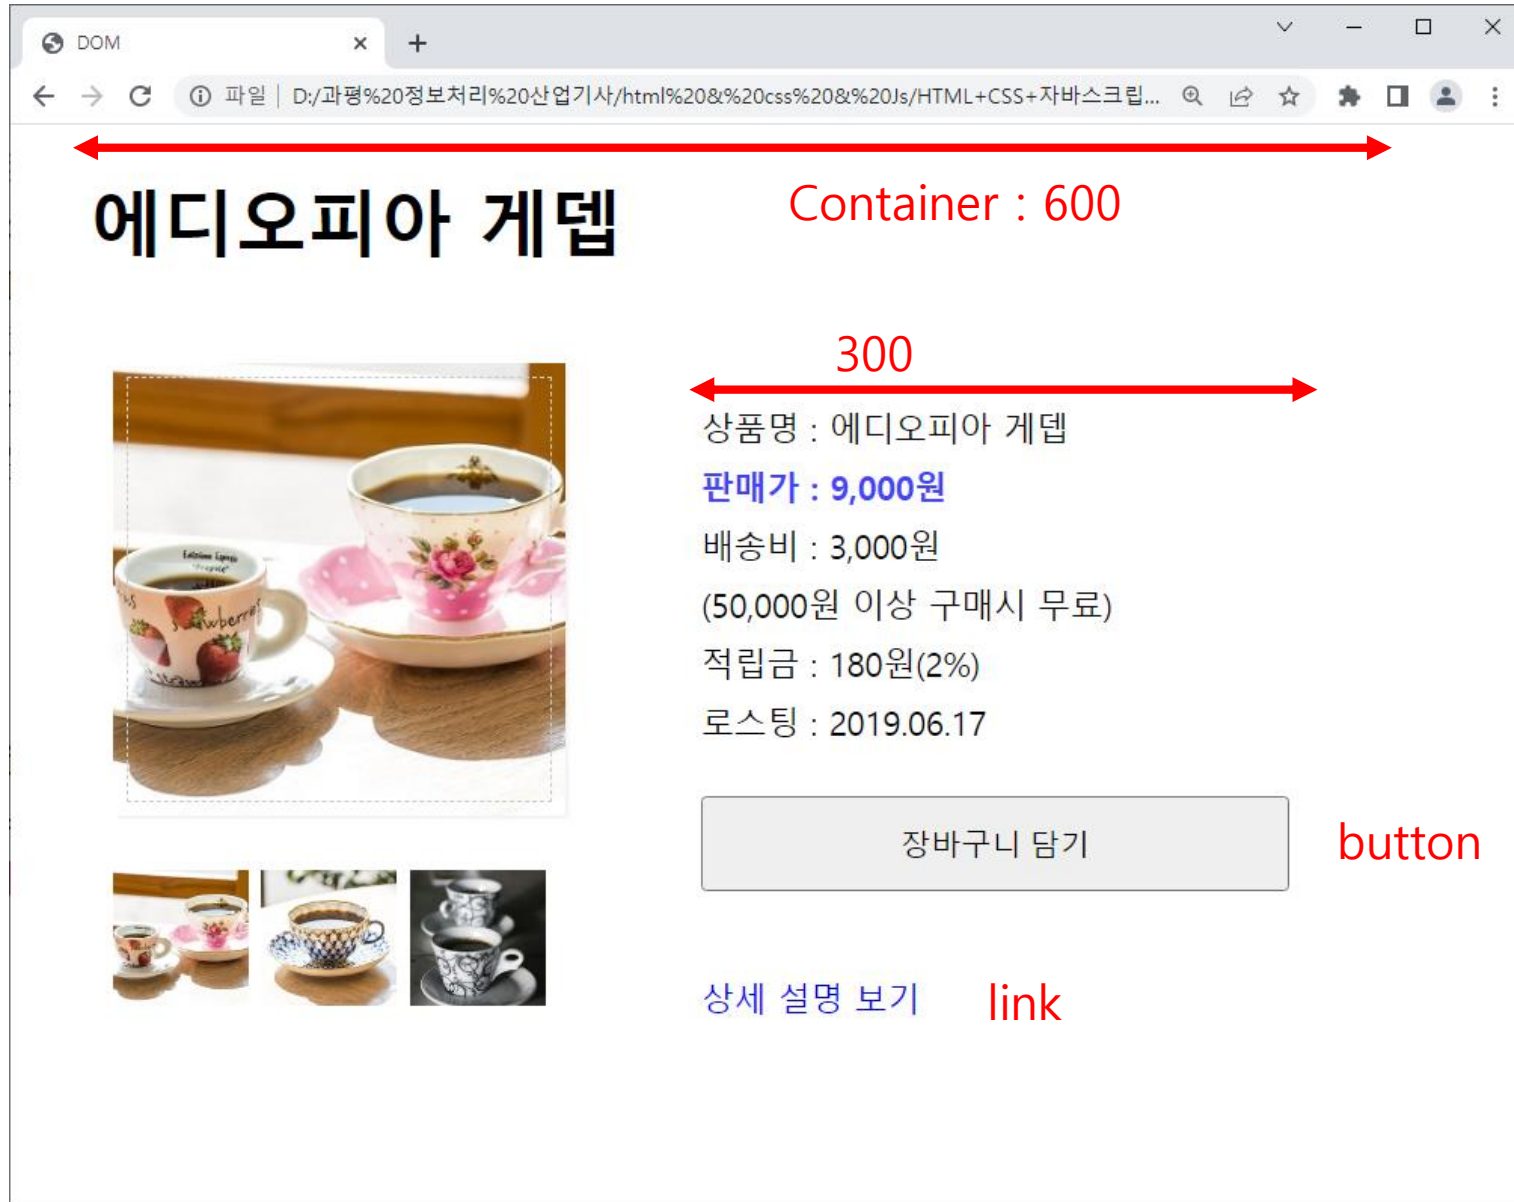 DOM
파일 | D:/과평%20정보처리%20산업기사/html%20&%20css%20&%20Js/HTML+CSS+자바스크립...
Container : 600
에디오피아 게뎁
300
상품명 : 에디오피아 게뎁
판매가 : 9,000원
배송비 : 3,000원
(50,000원 이상 구매시 무료)
적립금 : 180원(2%)
로스팅 : 2019.06.17
장바구니 담기
button
상세 설명 보기
link